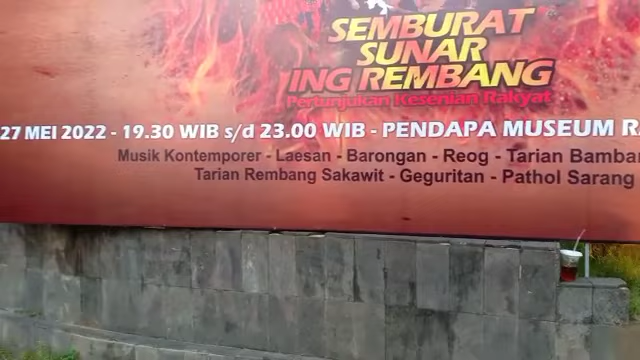 SEMBURAT
SUNAR
ING REMBANG
Pertunjukan Kesenian Rakyat
27 MEI 2022 - 19.30 WIB s/d 23.00 WIB - PENDAPA MUSEUM
Musik Kontemporer - Laesan - Barongan - Reog - Tarian
Tarian Rembang Sakawit - Geguritan - Pathol Sarang